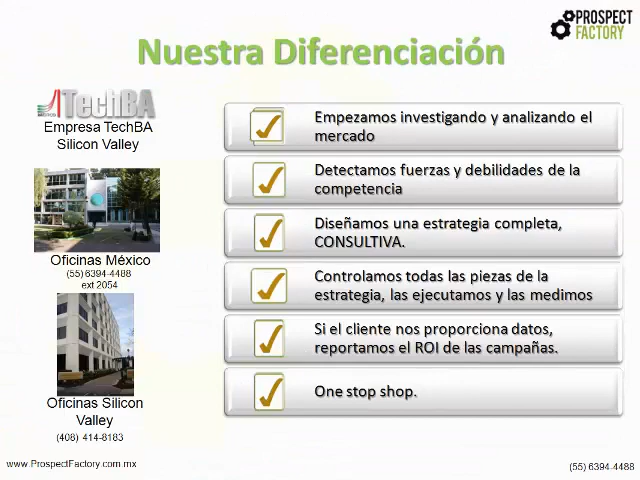 PROSPECT
FACTORY
Nuestra Diferenciación
TechBA
Empresa TechBA
Silicon Valley
Oficinas México
(55) 6394-4488
ext 2054
Oficinas Silicon
Valley
(408) 414-8183
Empezamos investigando y analizando el
mercado
Detectamos fuerzas y debilidades de la
competencia
Diseñamos una estrategia completa,
CONSULTIVA.
Controlamos todas las piezas de la
estrategia, las ejecutamos y las medimos
Si el cliente nos proporciona datos,
reportamos el ROI de las campañas.
One stop shop.
www.ProspectFactory.com.mx
(55) 6394-4488